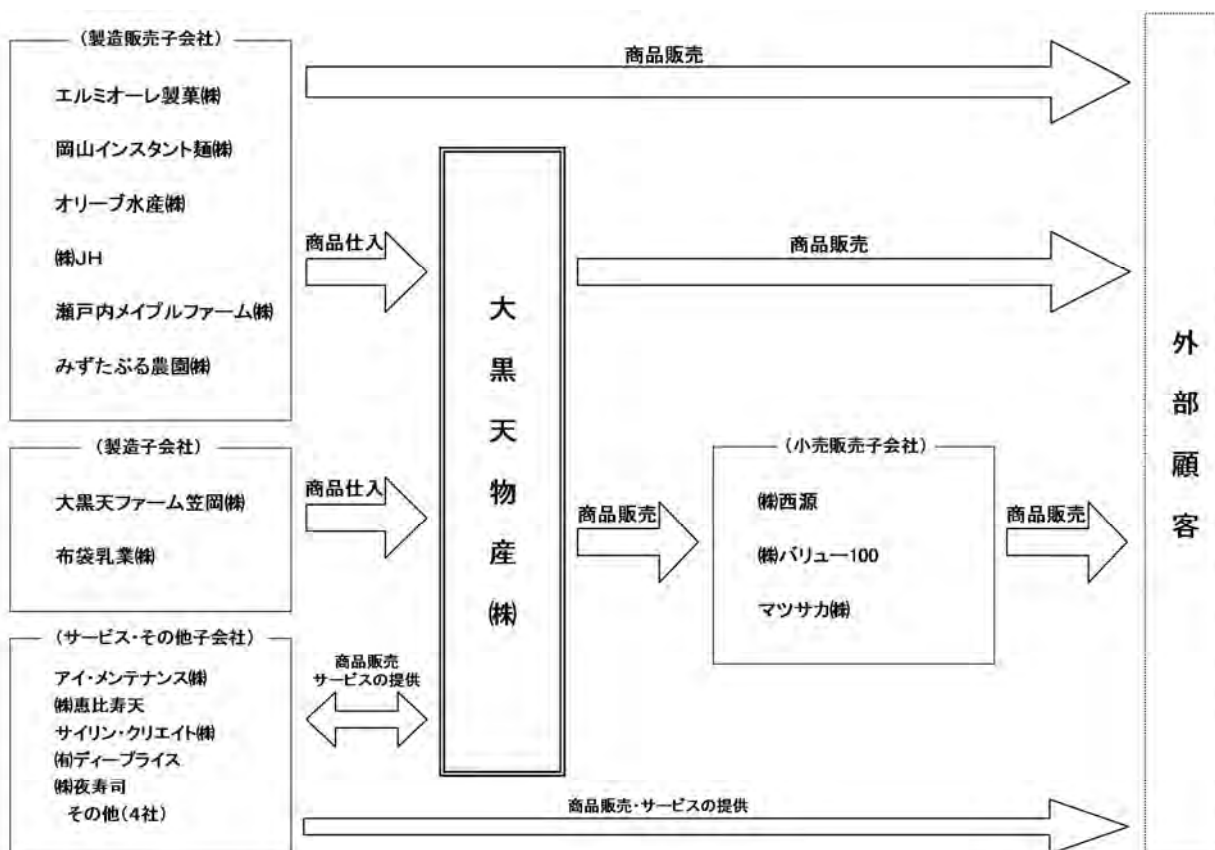 (製造販売子会社)
エルミオーレ製菓㈱
岡山インスタント麺㈱
オリーブ水産㈱
㈱JH
瀬戸内メイプルファーム㈱
みずたぶる農園㈱
商品販売
商品仕入
商品販売
大黒天物産㈱
外部顧客
(製造子会社)
大黒天ファーム笠岡㈱
布袋乳業㈱
商品仕入
商品販売
(小売販売子会社)
㈱西源
㈱バリュー100
マツサカ㈱
商品販売
(サービス・その他子会社)
アイ・メンテナンス㈱
㈱恵比寿天
サイリン・クリエイト㈱
㈲ディープライス
㈱夜寿司
その他(4社)
商品販売
サービスの提供
商品販売・サービスの提供